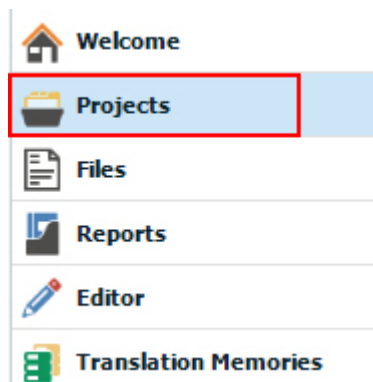 Welcome
Projects
Files
Reports
Editor
Translation Memories